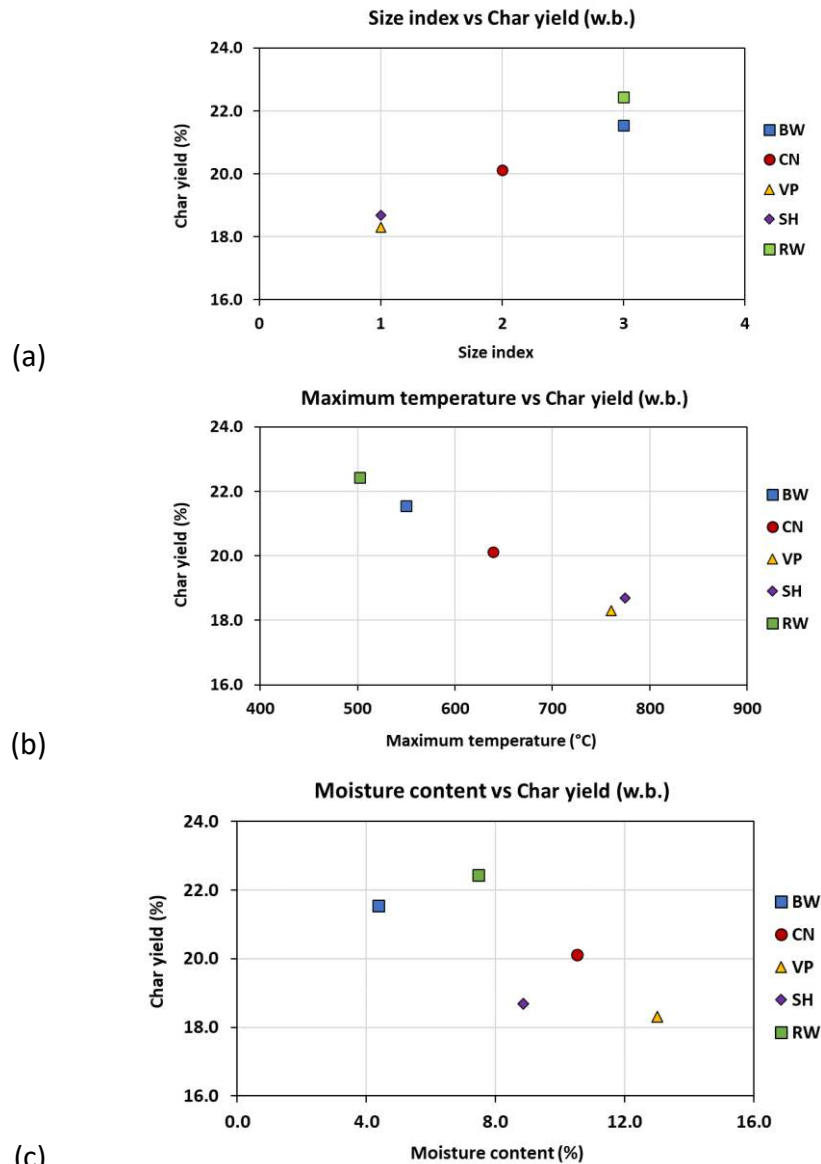 Size index vs Char yield (w.b.)
24.0
22.0
20.0
18.0
16.0
Char yield (%)
0 1 2 3 4
Size index
BW
CN
VP
SH
RW
(a)
Maximum temperature vs Char yield (w.b.)
24.0
22.0
20.0
18.0
16.0
Char yield (%)
400 500 600 700 800 900
Maximum temperature (°C)
BW
CN
VP
SH
RW
(b)
Moisture content vs Char yield (w.b.)
24.0
22.0
20.0
18.0
16.0
Char yield (%)
0.0 4.0 8.0 12.0 16.0
Moisture content (%)
BW
CN
VP
SH
RW
(c)